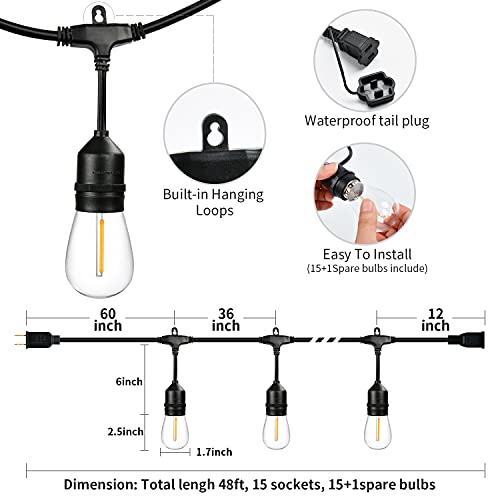 Waterproof tail plug
Built-in Hanging
Loops
Easy To Install
(15+1Spare bulbs include)
60
inch
36
inch
12
inch
6inch
2.5inch
1.7inch
Dimension: Total lengh 48ft, 15 sockets, 15+1spare bulbs